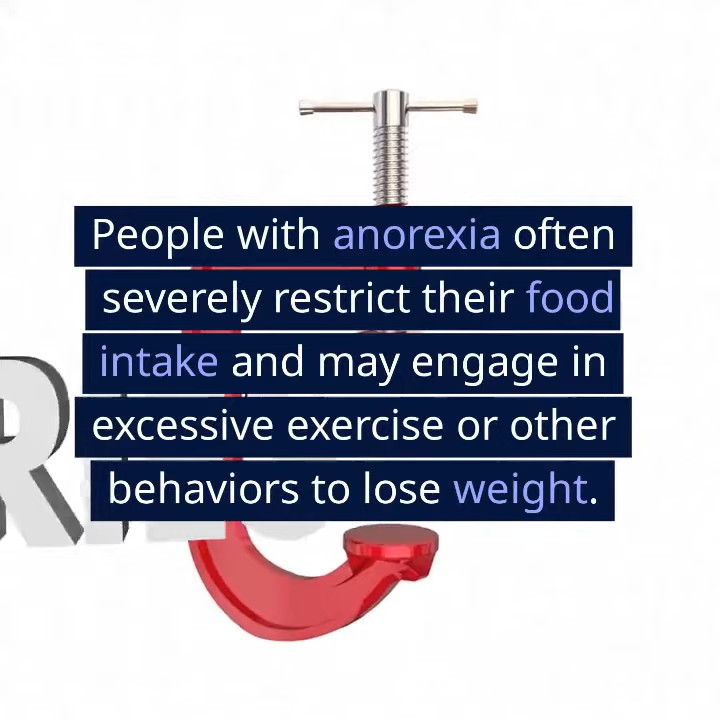 People with anorexia often
severely restrict their food
intake and may engage in
excessive exercise or other
behaviors to lose weight.